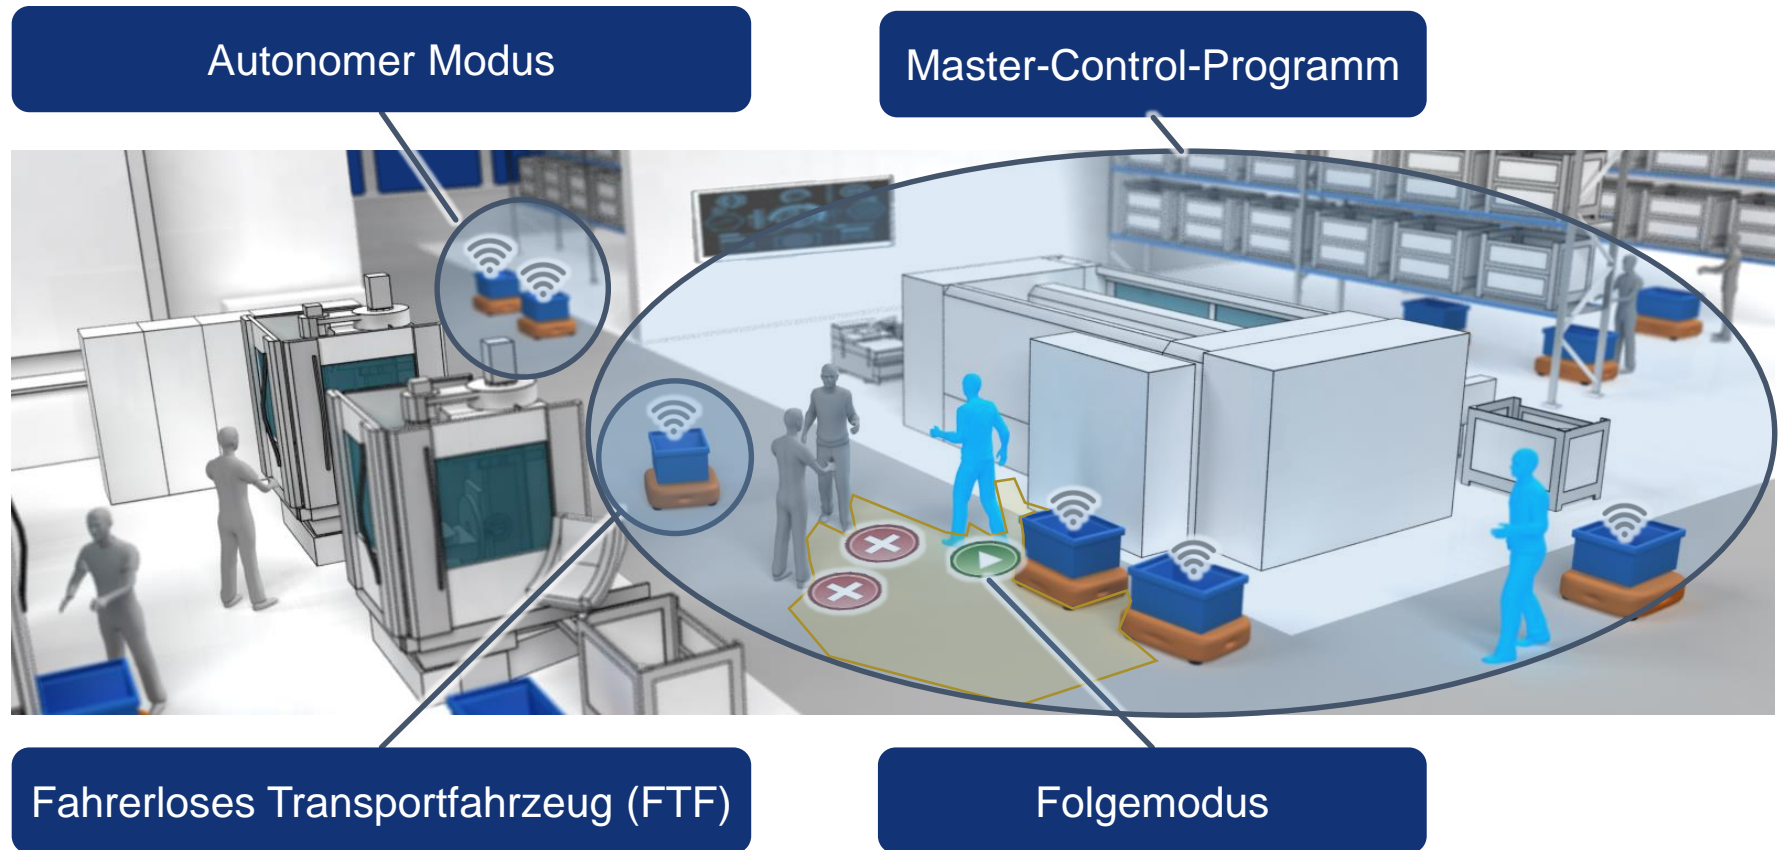 Autonomer Modus
Master-Control-Programm
Fahrerloses Transportfahrzeug (FTF)
Folgemodus